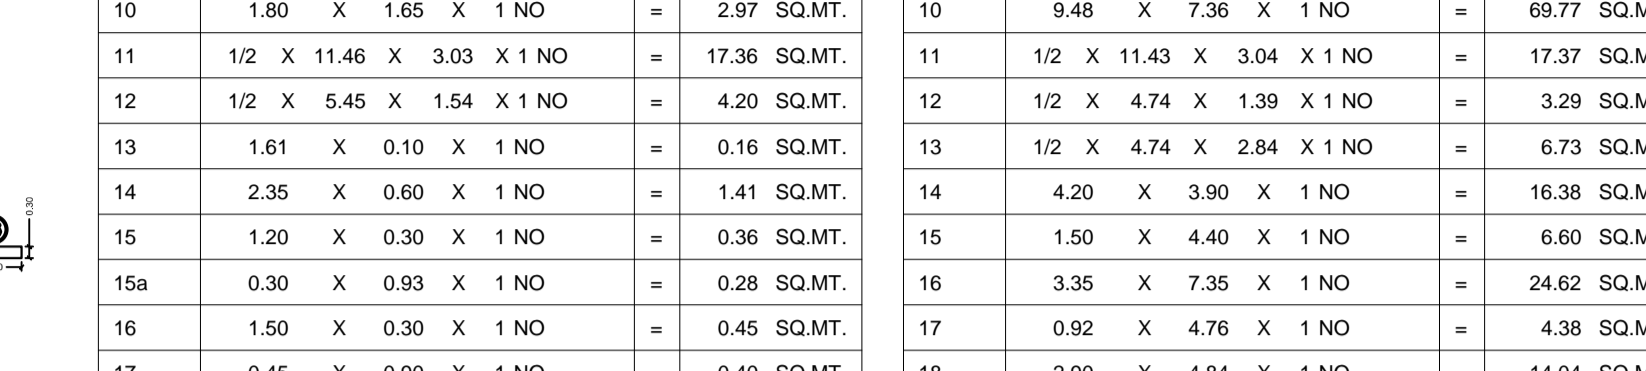 10 1.80 X 1.65 X 1 NO = 2.97 SQ.MT.
11 1/2 X 11.46 X 3.03 X 1 NO = 17.36 SQ.MT.
12 1/2 X 5.45 X 1.54 X 1 NO = 4.20 SQ.MT.
13 1.61 X 0.10 X 1 NO = 0.16 SQ.MT.
14 2.35 X 0.60 X 1 NO = 1.41 SQ.MT.
15 1.20 X 0.30 X 1 NO = 0.36 SQ.MT.
15a 0.30 X 0.93 X 1 NO = 0.28 SQ.MT.
16 1.50 X 0.30 X 1 NO = 0.45 SQ.MT.
10 9.48 X 7.36 X 1 NO = 69.77 SQ.M
11 1/2 X 11.43 X 3.04 X 1 NO = 17.37 SQ.M
12 1/2 X 4.74 X 1.39 X 1 NO = 3.29 SQ.M
13 1/2 X 4.74 X 2.84 X 1 NO = 6.73 SQ.M
14 4.20 X 3.90 X 1 NO = 16.38 SQ.M
15 1.50 X 4.40 X 1 NO = 6.60 SQ.M
16 3.35 X 7.35 X 1 NO = 24.62 SQ.M
17 0.92 X 4.76 X 1 NO = 4.38 SQ.M
0.30